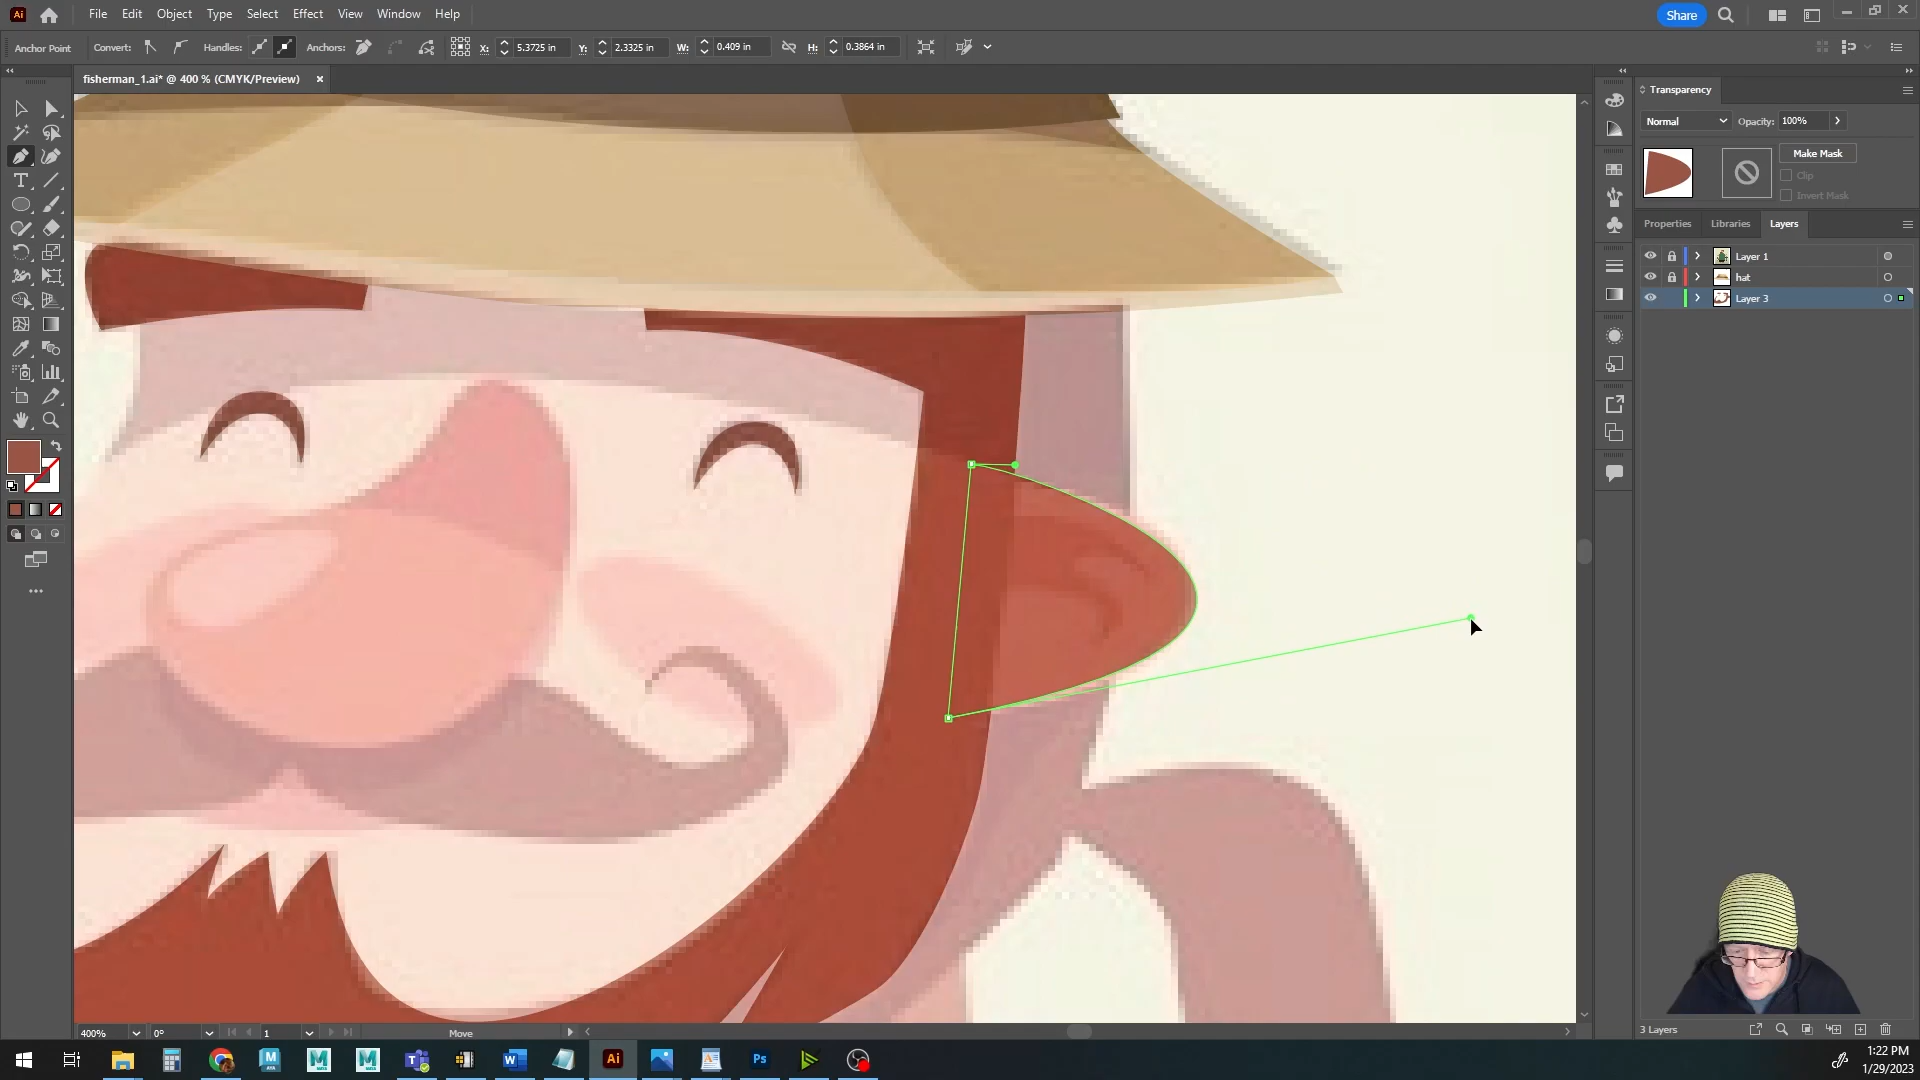 Ai File Edit Object Type Select Effect View Window Help Share
Anchor Point Convert: Handles: Anchors: X: 5.3725 in Y: 2.3325 in W: 0.409 in H: 0.3864 in
fisherman_1.ai* @ 400 % (CMYK/Preview) ×
Transparency
Normal Opacity: 100%
Make Mask
Clip
Invert Mask
Properties Libraries Layers
Layer 1
hat
Layer 3
400% 0° 1 Move
3 Layers
Ai Ps
1:22 PM
1/29/2023